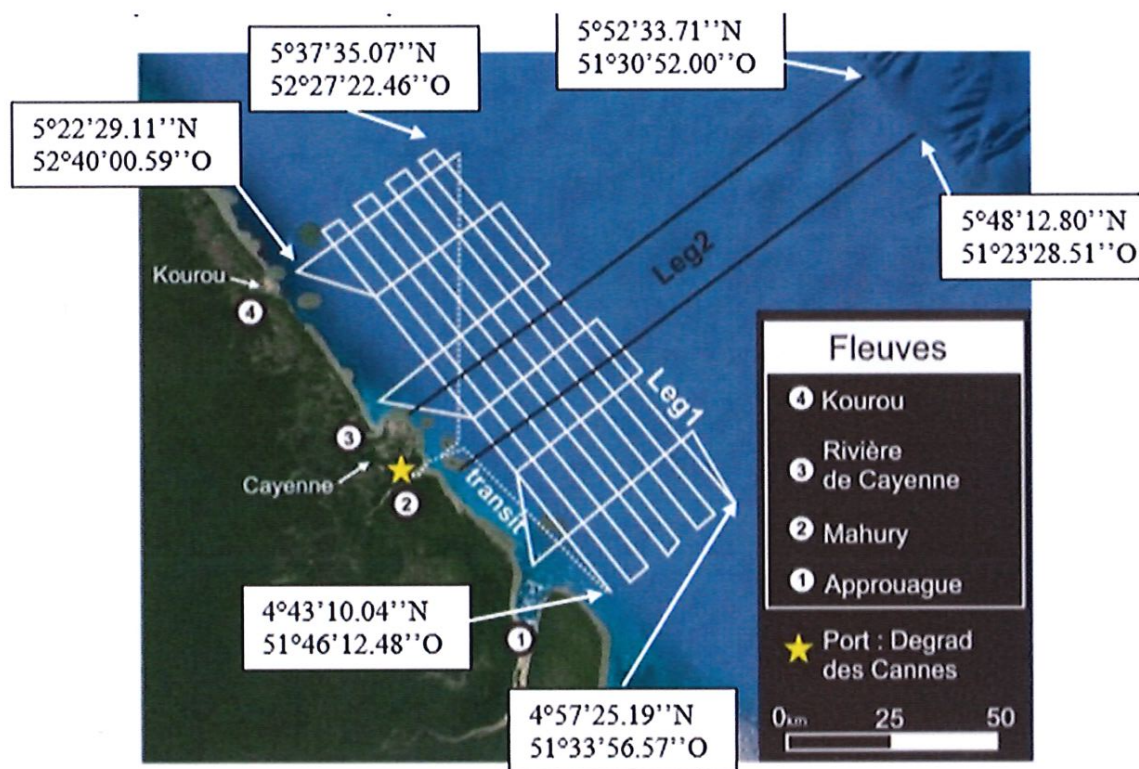 5°37'35.07''N
52°27'22.46''O
5°52'33.71''N
51°30'52.00''O
5°22'29.11''N
52°40'00.59''O
5°48'12.80''N
51°23'28.51''O
Kourou
4
Leg2
Leg1
3
Cayenne
2
transit
1
4°43'10.04''N
51°46'12.48''O
4°57'25.19''N
51°33'56.57''O
Fleuves
4 Kourou
3 Rivière
de Cayenne
2 Mahury
1 Approuague
Port : Degrad
des Cannes
0km 25 50